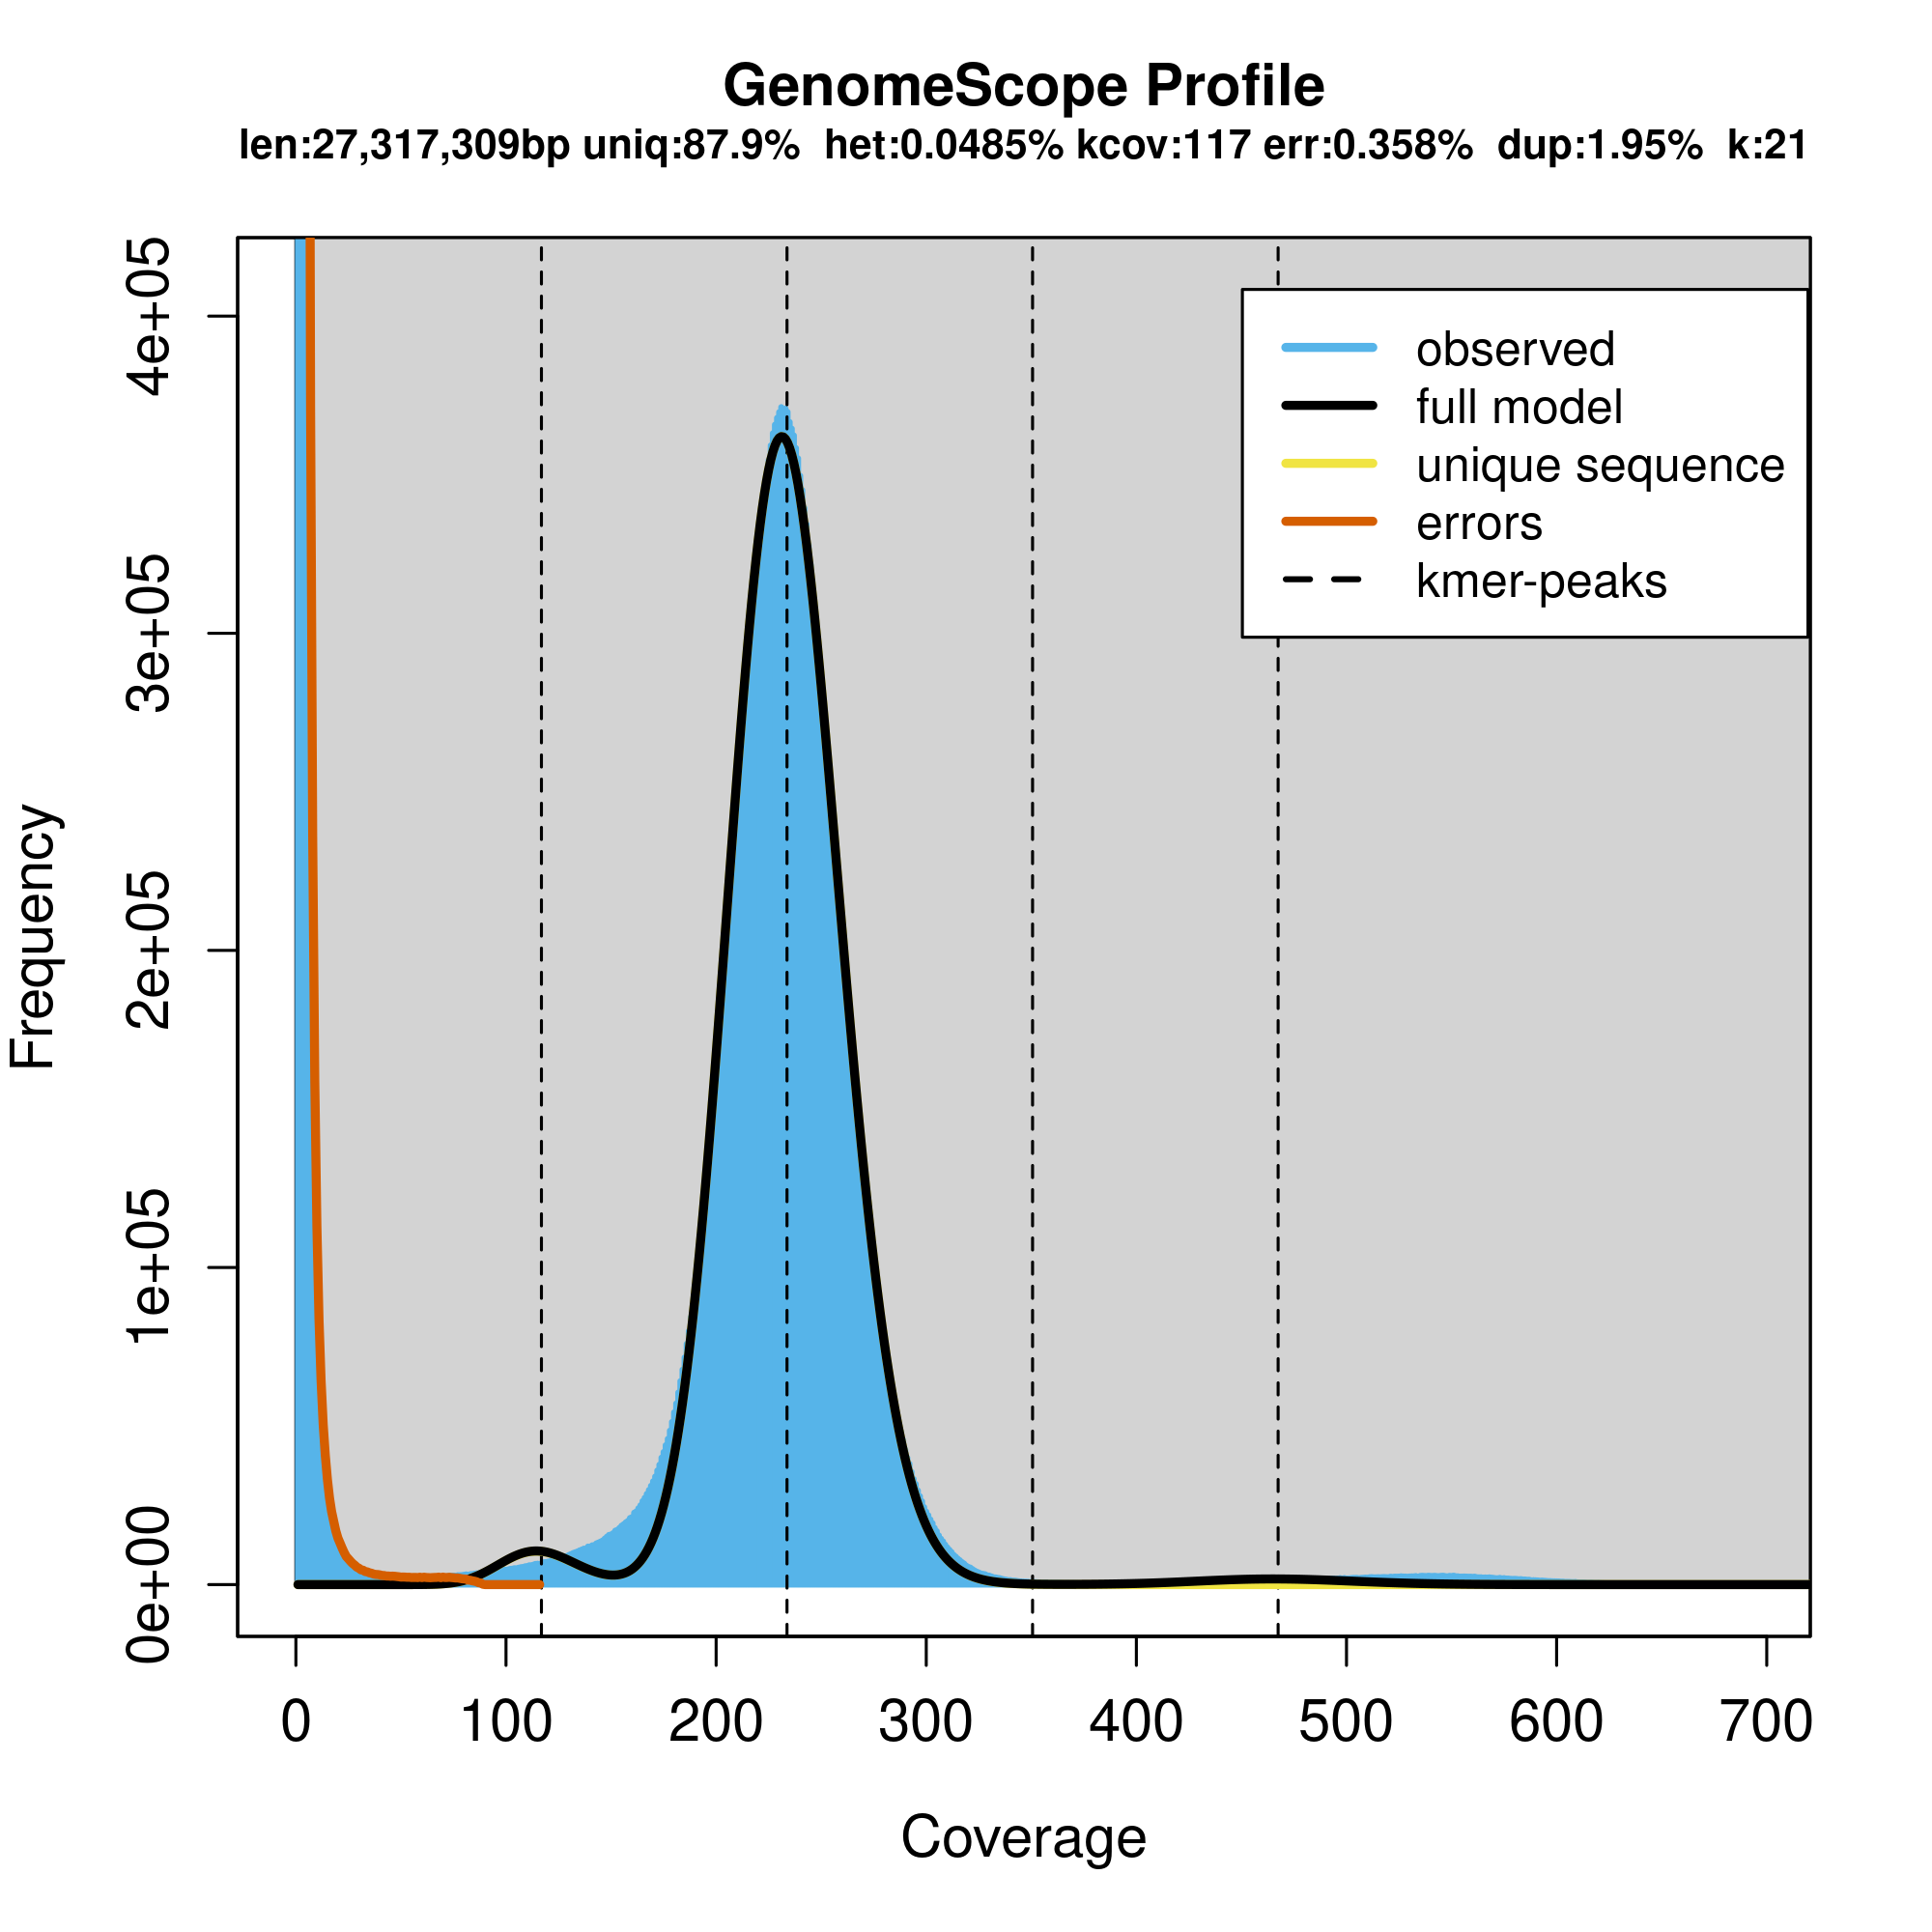 GenomeScope Profile
len:27,317,309bp uniq:87.9% het:0.0485% kcov:117 err:0.358% dup:1.95% k:21
observed
full model
unique sequence
errors
kmer-peaks
4e+05
3e+05
2e+05
1e+05
0e+00
Frequency
0 100 200 300 400 500 600 700
Coverage